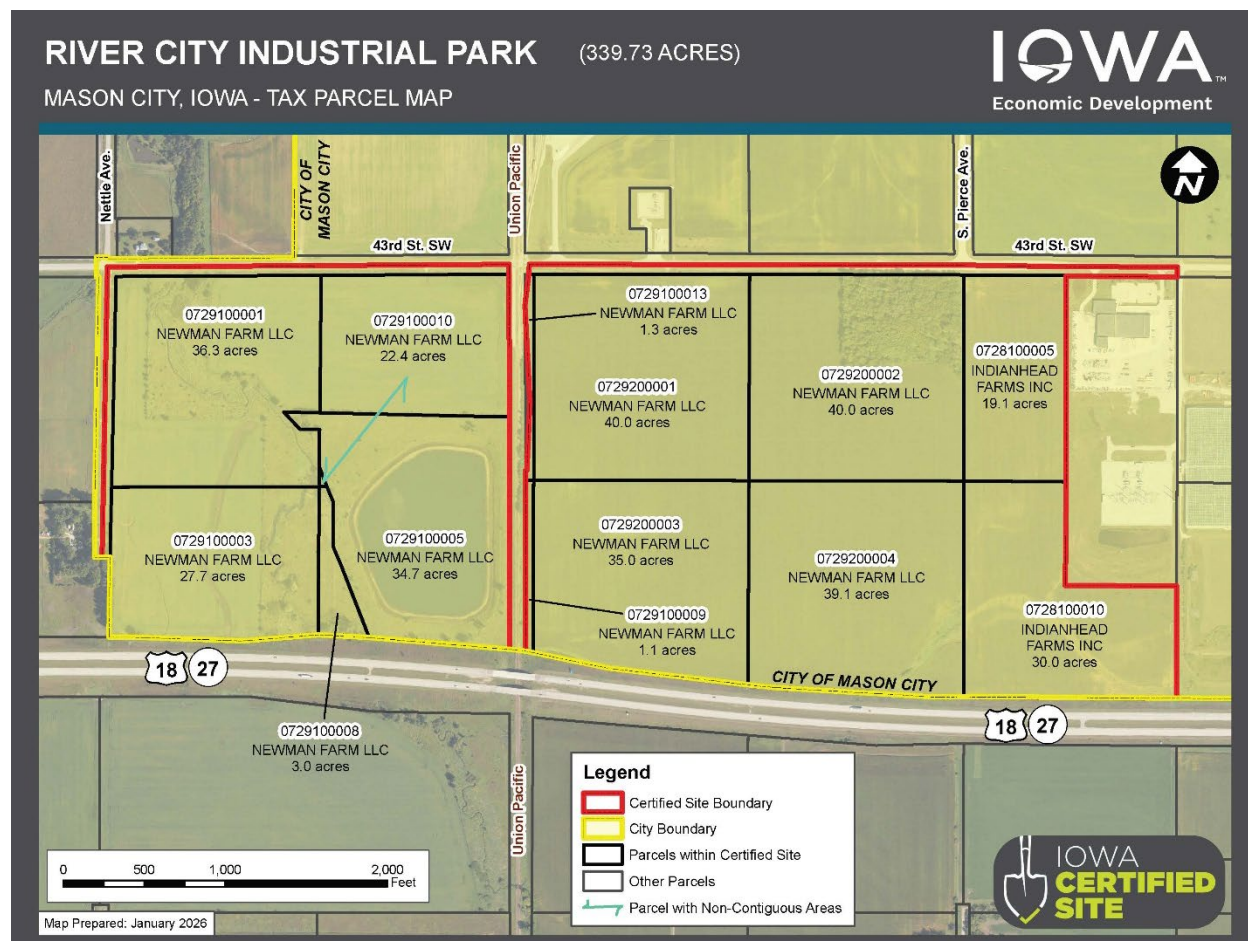 RIVER CITY INDUSTRIAL PARK (339.73 ACRES)
MASON CITY, IOWA - TAX PARCEL MAP
IOWA™
Economic Development
Nettle Ave.
CITY OF
MASON CITY
Union Pacific
S. Pierce Ave.
N
43rd St. SW
43rd St. SW
0729100001
NEWMAN FARM LLC
36.3 acres
0729100010
NEWMAN FARM LLC
22.4 acres
0729100013
NEWMAN FARM LLC
1.3 acres
0729200001
NEWMAN FARM LLC
40.0 acres
0729200002
NEWMAN FARM LLC
40.0 acres
0728100005
INDIANHEAD
FARMS INC
19.1 acres
0729100003
NEWMAN FARM LLC
27.7 acres
0729100005
NEWMAN FARM LLC
34.7 acres
0729200003
NEWMAN FARM LLC
35.0 acres
0729200004
NEWMAN FARM LLC
39.1 acres
0729100009
NEWMAN FARM LLC
1.1 acres
0728100010
INDIANHEAD
FARMS INC
30.0 acres
CITY OF MASON CITY
18 27
18 27
0729100008
NEWMAN FARM LLC
3.0 acres
Union Pacific
Legend
Certified Site Boundary
City Boundary
Parcels within Certified Site
Other Parcels
Parcel with Non-Contiguous Areas
0 500 1,000 2,000
Feet
Map Prepared: January 2026
IOWA
CERTIFIED
SITE